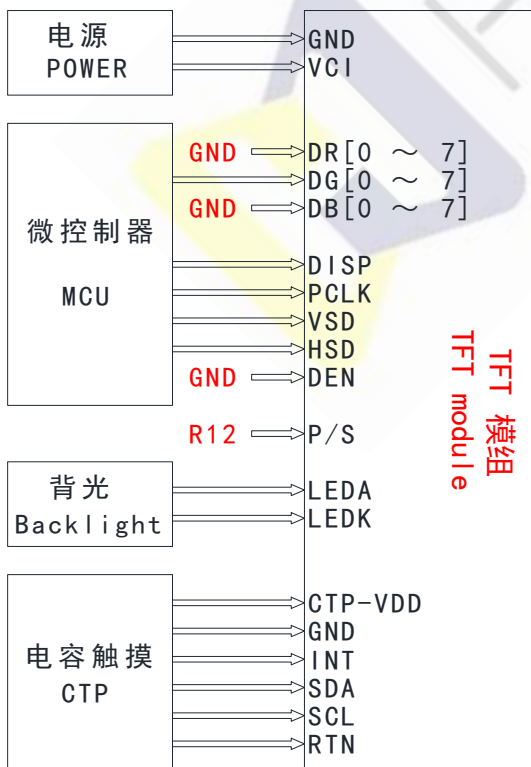 电源
POWER
GND
VCI
微控制器
MCU
GND
DR[0 ～ 7]
DG[0 ～ 7]
GND
DB[0 ～ 7]
DISP
PCLK
VSD
HSD
GND
DEN
R12
P/S
TFT 模组
TFT module
背光
Backlight
LEDA
LEDK
电容触摸
CTP
CTP-VDD
GND
INT
SDA
SCL
RTN